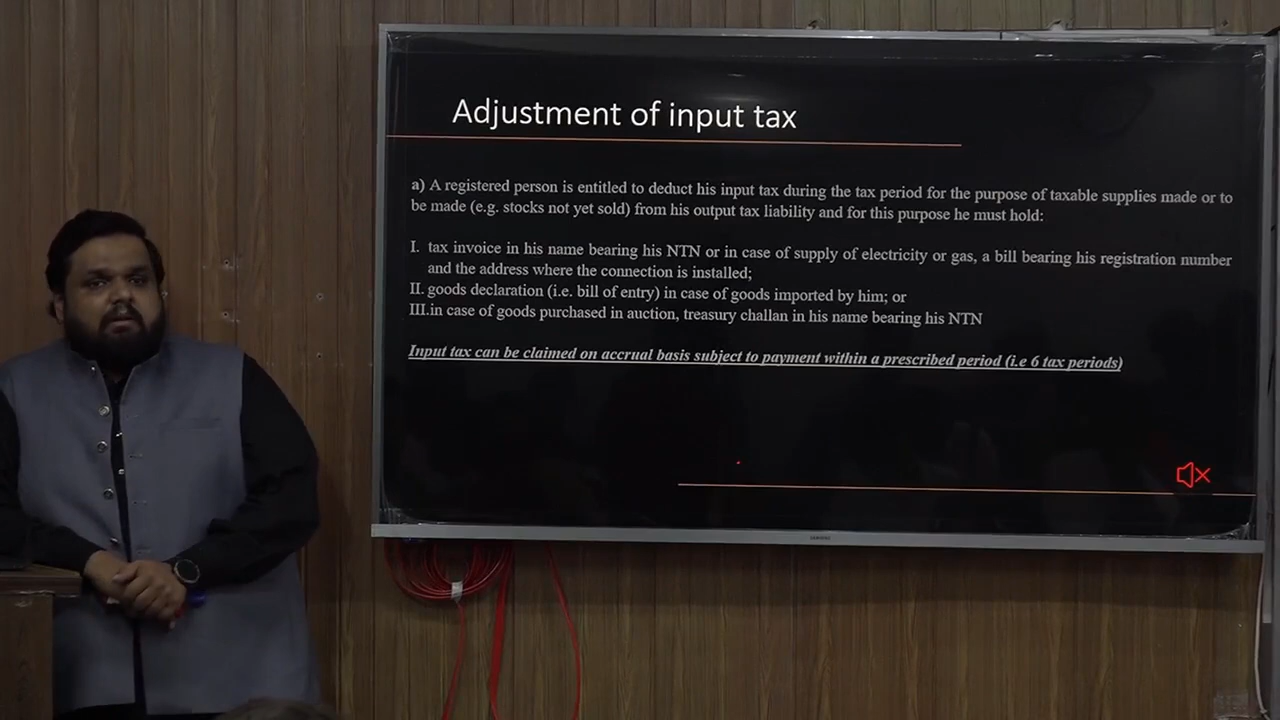 Adjustment of input tax
a) A registered person is entitled to deduct his input tax during the tax period for the purpose of taxable supplies made or to
be made (e.g. stocks not yet sold) from his output tax liability and for this purpose he must hold:
I. tax invoice in his name bearing his NTN or in case of supply of electricity or gas, a bill bearing his registration number
and the address where the connection is installed;
II. goods declaration (i.e. bill of entry) in case of goods imported by him; or
III.in case of goods purchased in auction, treasury challan in his name bearing his NTN
Input tax can be claimed on accrual basis subject to payment within a prescribed period (i.e 6 tax periods)
SAMSUNG